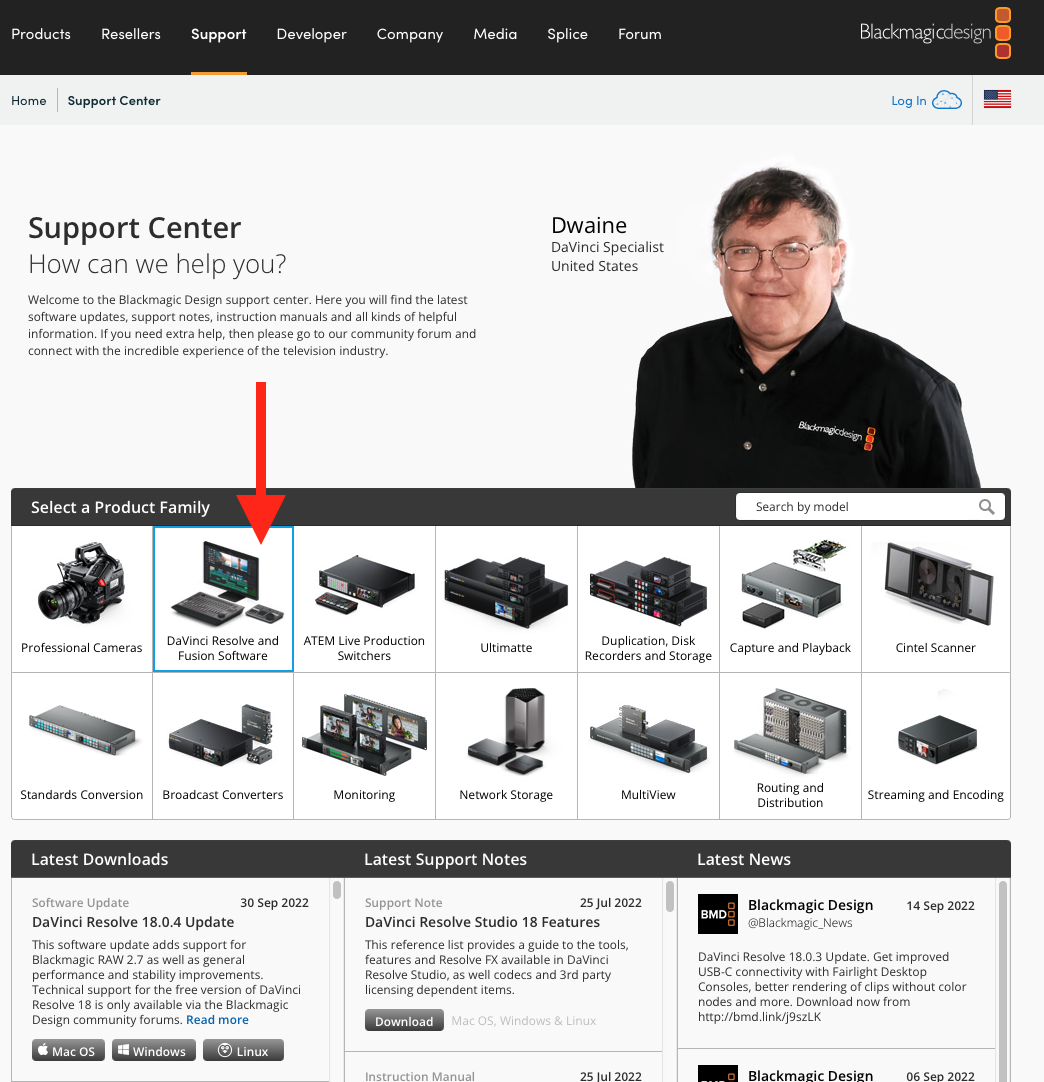 Products Resellers Support Developer Company Media Splice Forum
Blackmagicdesign
Home Support Center
Log In
Support Center
How can we help you?
Welcome to the Blackmagic Design support center. Here you will find the latest
software updates, support notes, instruction manuals and all kinds of helpful
information. If you need extra help, then please go to our community forum and
connect with the incredible experience of the television industry.
Dwaine
DaVinci Specialist
United States
Blackmagicdesign
Select a Product Family
Search by model
Professional Cameras
DaVinci Resolve and
Fusion Software
ATEM Live Production
Switchers
Ultimatte
Duplication, Disk
Recorders and Storage
Capture and Playback
Cintel Scanner
Standards Conversion
Broadcast Converters
Monitoring
Network Storage
MultiView
Routing and
Distribution
Streaming and Encoding
Latest Downloads
Software Update 30 Sep 2022
DaVinci Resolve 18.0.4 Update
This software update adds support for
Blackmagic RAW 2.7 as well as general
performance and stability improvements.
Technical support for the free version of DaVinci
Resolve 18 is only available via the Blackmagic
Design community forums. Read more
Mac OS Windows Linux
Latest Support Notes
Support Note 25 Jul 2022
DaVinci Resolve Studio 18 Features
This reference list provides a guide to the tools,
features and Resolve FX available in DaVinci
Resolve Studio, as well codecs and 3rd party
licensing dependent items.
Download Mac OS, Windows & Linux
Instruction Manual 25 Jul 2022
Latest News
BMD
Blackmagic Design 14 Sep 2022
@Blackmagic_News
DaVinci Resolve 18.0.3 Update. Get improved
USB-C connectivity with Fairlight Desktop
Consoles, better rendering of clips without color
nodes and more. Download now from
http://bmd.link/j9szLK
Blackmagic Design 06 Sep 2022